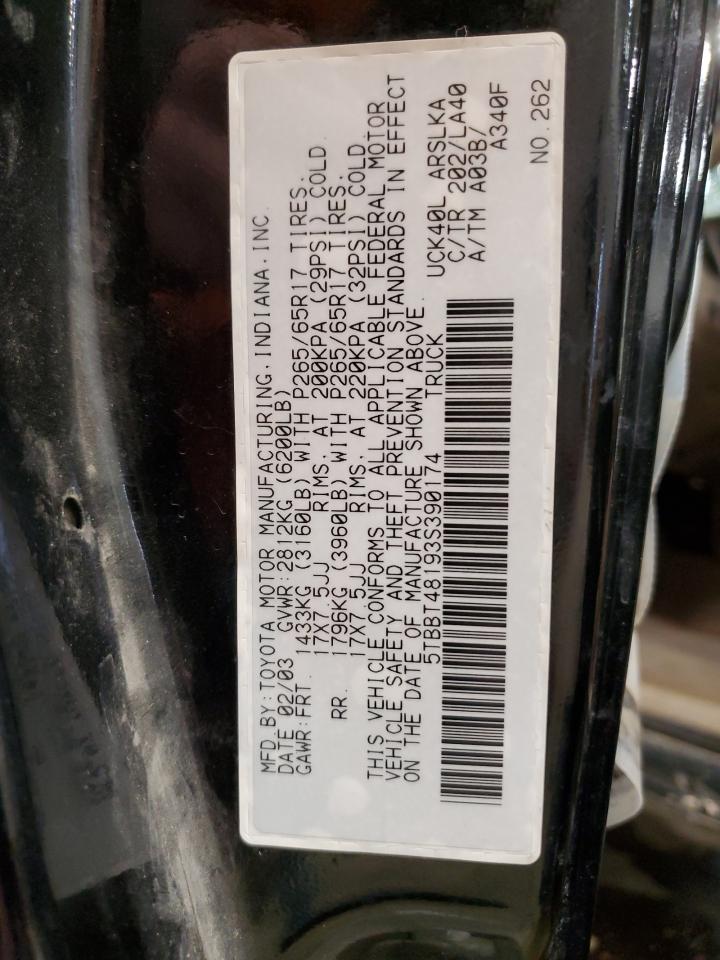 MFD.BY:TOYOTA MOTOR MANUFACTURING.INDIANA.INC.
DATE 02/03 GVWR:2812KG (6200LB)
GAWR:FRT. 1433KG (3160LB) WITH P265/65R17 TIRES.
17X7.5JJ RIMS. AT 200KPA (29PSI) COLD.
RR. 1796KG (3960LB) WITH P265/65R17 TIRES.
17X7.5JJ RIMS. AT 220KPA (32PSI) COLD.
THIS VEHICLE CONFORMS TO ALL APPLICABLE FEDERAL MOTOR
VEHICLE SAFETY AND THEFT PREVENTION STANDARDS IN EFFECT
ON THE DATE OF MANUFACTURE SHOWN ABOVE.
5TBBT48193S390174 TRUCK
UCK40L ARSLKA
C/TR 202/LA40
A/TM A03B/
A340F
NO.262